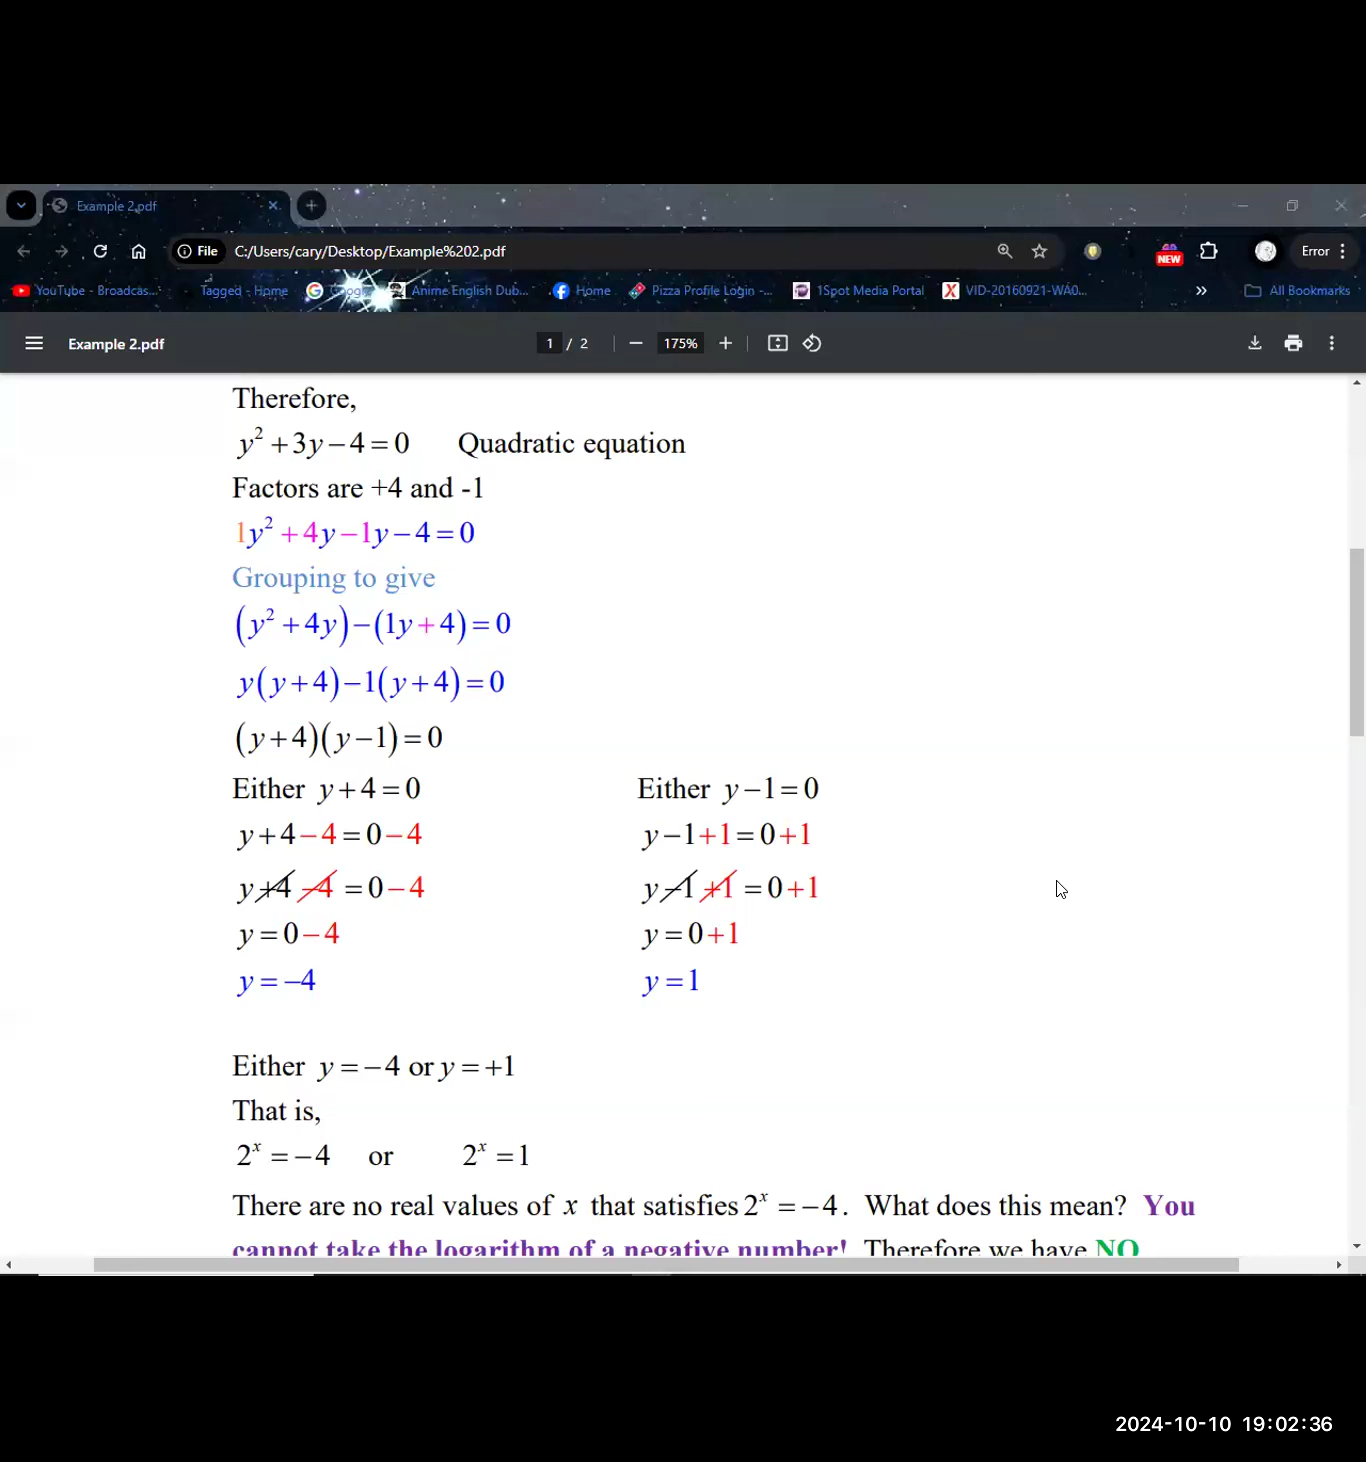 Example 2.pdf
File C:/Users/cary/Desktop/Example%202.pdf Error
YouTube - Broadcas... Tagged - Home Google Anime English Dub... Home Pizza Profile Login -... 1Spot Media Portal VID-20160921-WA0... » All Bookmarks
Example 2.pdf 1 / 2 175%
NEW
Therefore,
y² + 3y − 4 = 0 Quadratic equation
Factors are +4 and -1
1y² + 4y − 1y − 4 = 0
Grouping to give
(y² + 4y) − (1y + 4) = 0
y(y + 4) − 1(y + 4) = 0
(y + 4)(y − 1) = 0
Either y + 4 = 0 Either y − 1 = 0
y + 4 − 4 = 0 − 4 y − 1 + 1 = 0 + 1
y + 4 − 4 = 0 − 4 y − 1 + 1 = 0 + 1
y = 0 − 4 y = 0 + 1
y = −4 y = 1
Either y = −4 or y = +1
That is,
2ˣ = −4 or 2ˣ = 1
There are no real values of x that satisfies 2ˣ = −4. What does this mean? You
cannot take the logarithm of a negative number! Therefore we have NO
2024-10-10 19:02:36